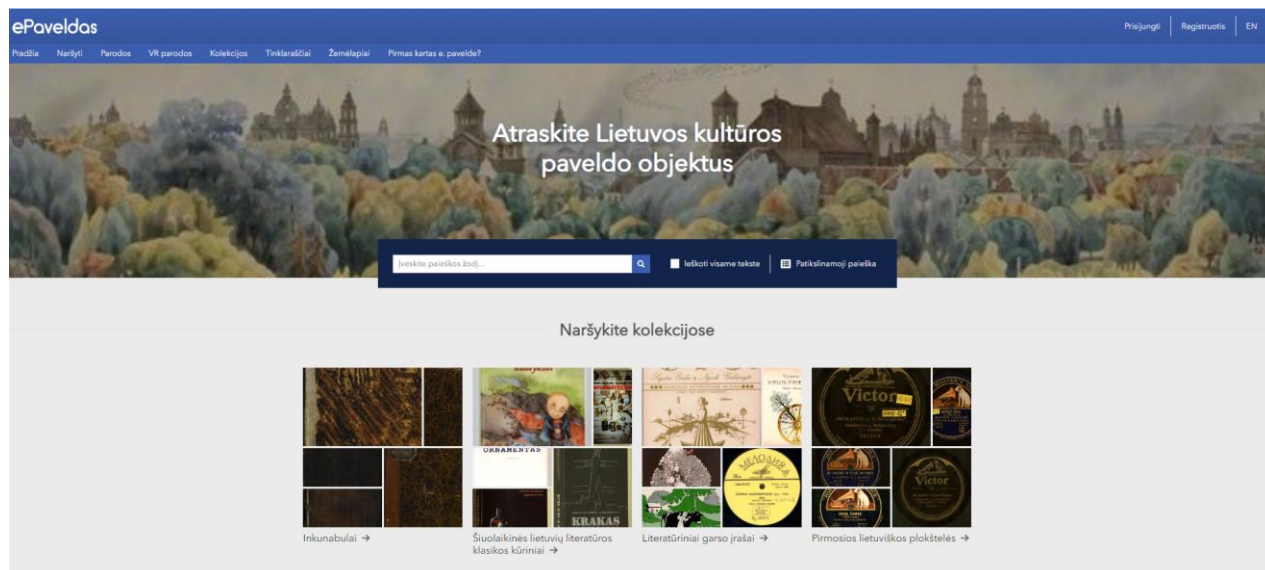 ePaveldas
Prisijungti Registruotis EN
Pradžia Naršyti Parodos VR parodos Kolekcijos Tinklaraščiai Žemėlapiai Pirmas kartas e. pavelde?
Atraskite Lietuvos kultūros
paveldo objektus
Įveskite paieškos žodį... Ieškoti visame tekste Patikslinamoji paieška
Naršykite kolekcijose
Victor
ORNAMENTAS
МЕЛОДИЯ
Victor
KRAKAS
Inkunabulai → Šiuolaikinės lietuvių literatūros Literatūriniai garso įrašai → Pirmosios lietuviškos plokštelės →
klasikos kūriniai →